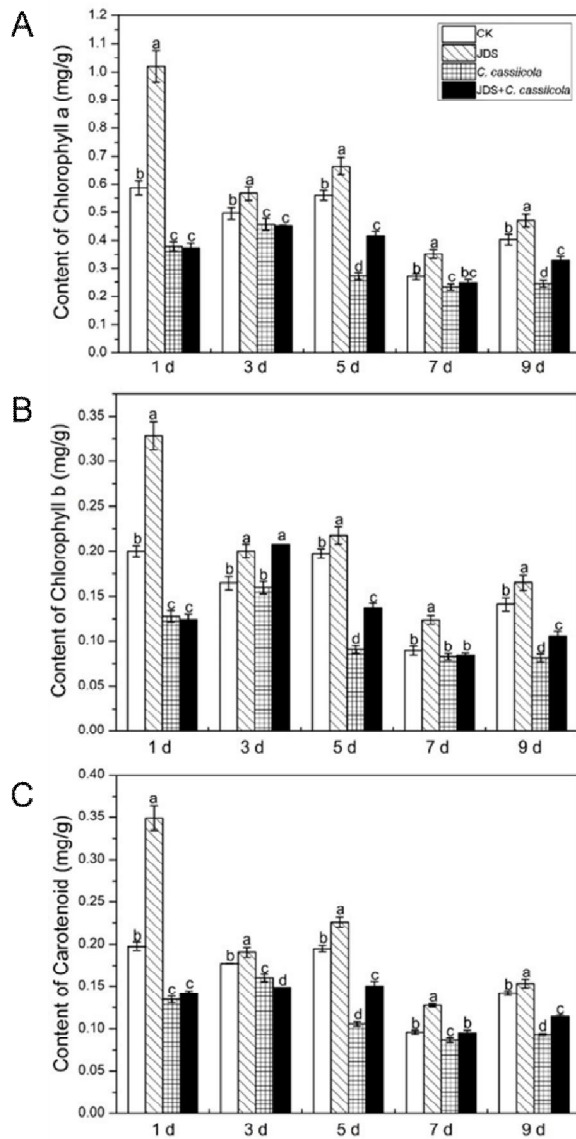 A
Content of Chlorophyll a (mg/g)
1.2
1.1
1.0
0.9
0.8
0.7
0.6
0.5
0.4
0.3
0.2
0.1
0.0
CK
JDS
C. cassiicola
JDS+C. cassiicola
b a c c
b a c c
b a d c
b a c bc
b a d c
1 d 3 d 5 d 7 d 9 d
B
Content of Chlorophyll b (mg/g)
0.35
0.30
0.25
0.20
0.15
0.10
0.05
0.00
b a c c
b a b a
b a d c
b a b b
b a d c
1 d 3 d 5 d 7 d 9 d
C
Content of Carotenoid (mg/g)
0.40
0.35
0.30
0.25
0.20
0.15
0.10
0.05
0.00
b a c c
b a c d
b a d c
b a c b
b a d c
1 d 3 d 5 d 7 d 9 d